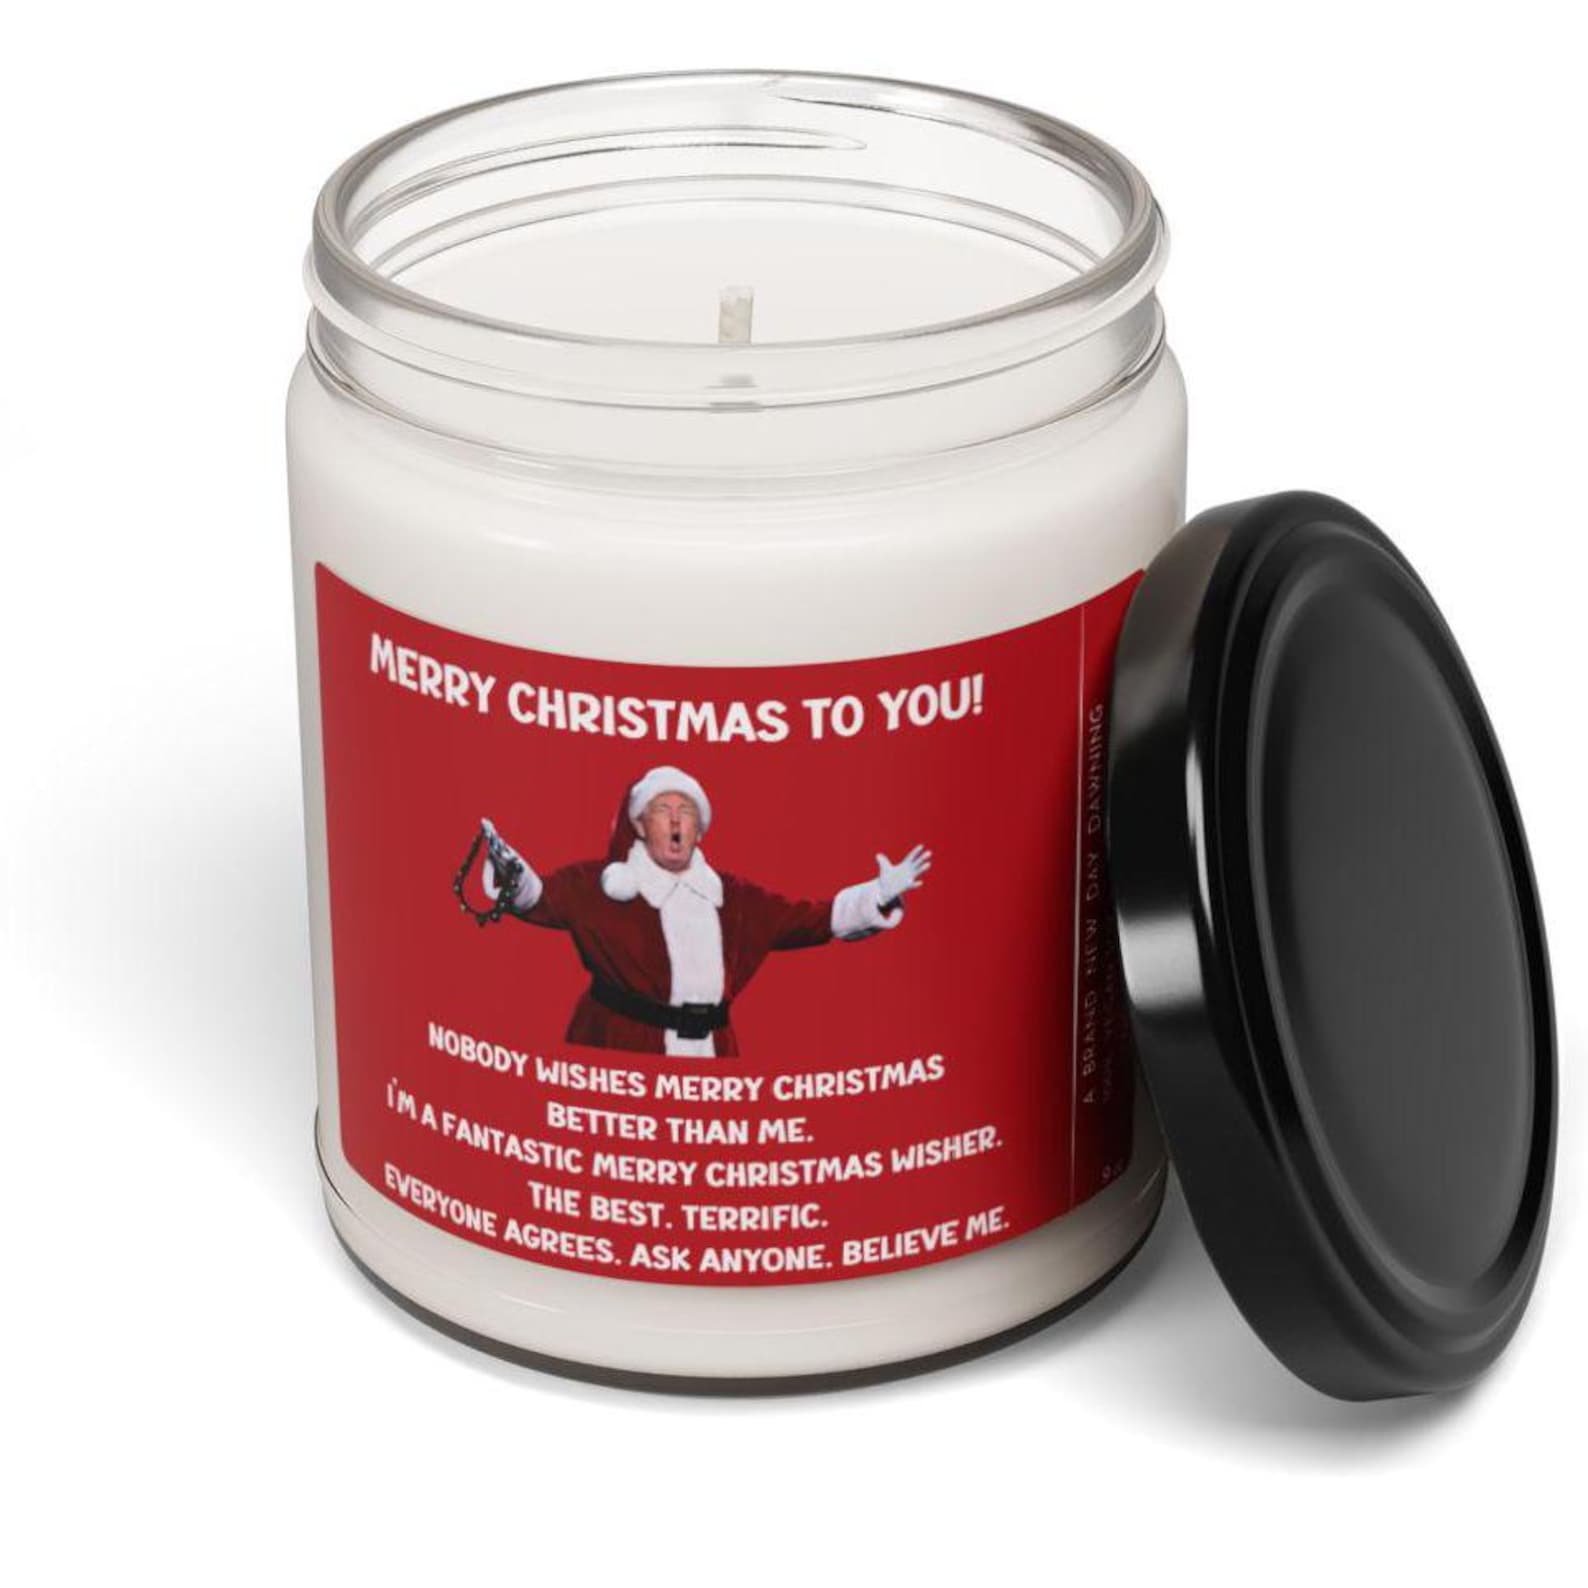 MERRY CHRISTMAS TO YOU!
NOBODY WISHES MERRY CHRISTMAS
BETTER THAN ME.
I'M A FANTASTIC MERRY CHRISTMAS WISHER.
THE BEST. TERRIFIC.
EVERYONE AGREES. ASK ANYONE. BELIEVE ME.
A BRAND NEW DAY DAWNING